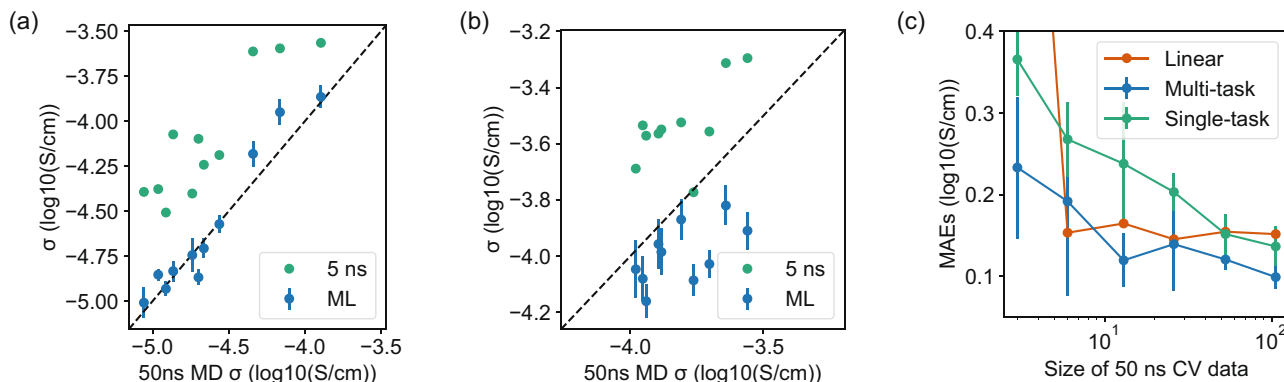 (a)
−3.50
−3.75
−4.00
−4.25
−4.50
−4.75
−5.00
σ (log10(S/cm))
5 ns
ML
−5.0 −4.5 −4.0 −3.5
50ns MD σ (log10(S/cm))
(b)
−3.2
−3.4
−3.6
−3.8
−4.0
−4.2
σ (log10(S/cm))
5 ns
ML
−4.0 −3.5
50ns MD σ (log10(S/cm))
(c)
0.4
0.3
0.2
0.1
MAEs (log10(S/cm))
Linear
Multi-task
Single-task
10¹ 10²
Size of 50 ns CV data